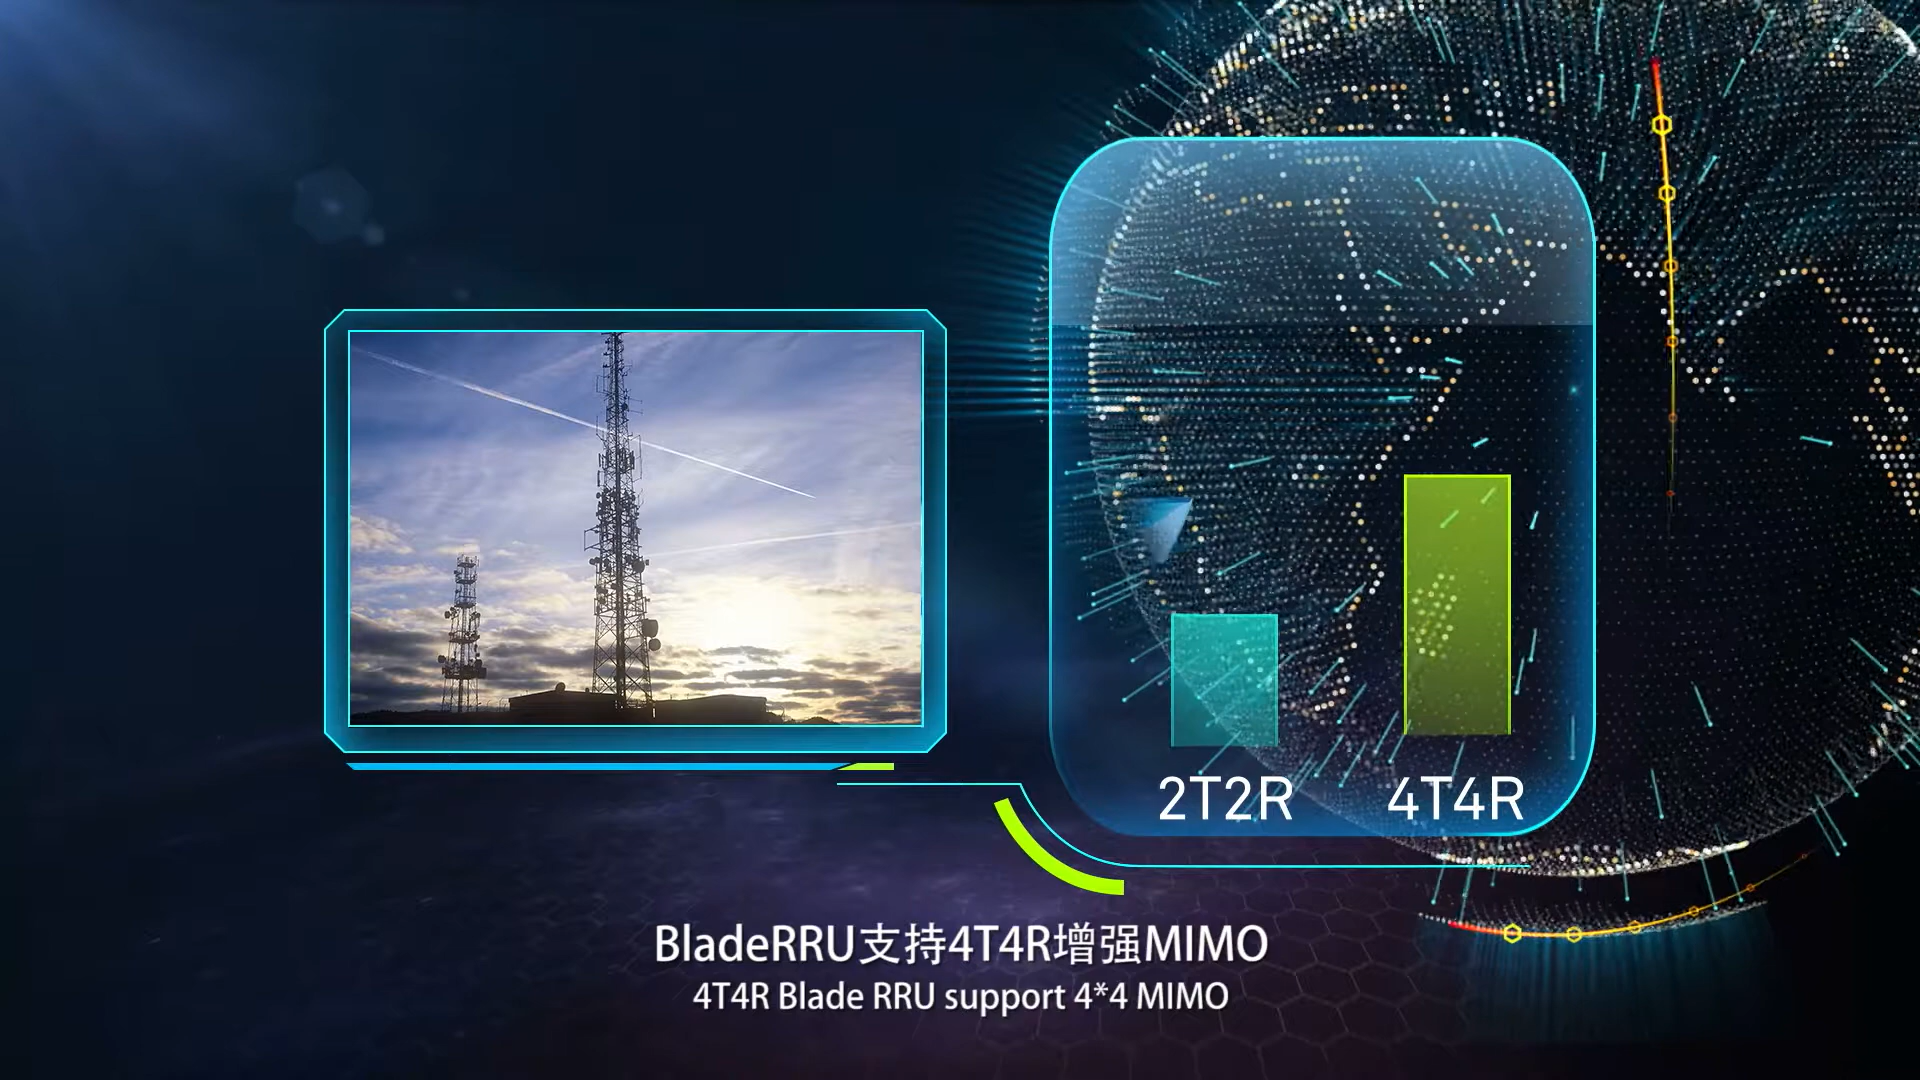 2T2R
4T4R
BladeRRU支持4T4R增强MIMO
4T4R Blade RRU support 4*4 MIMO